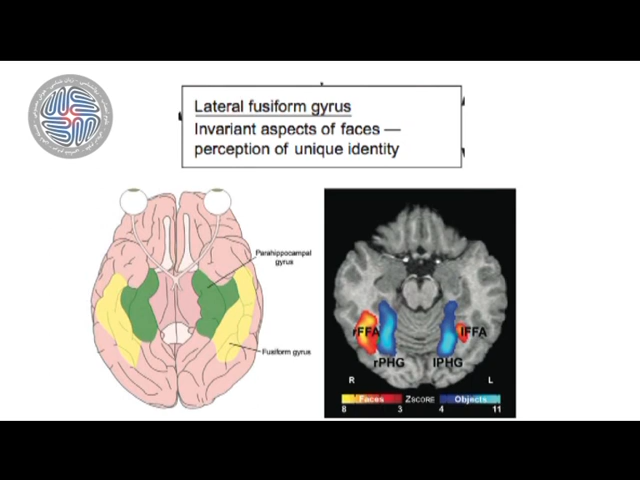 Lateral fusiform gyrus
Invariant aspects of faces —
perception of unique identity
Parahippocampal
gyrus
Fusiform gyrus
rFFA
lFFA
rPHG
lPHG
R
L
Faces ZSCORE Objects
8 3 4 11